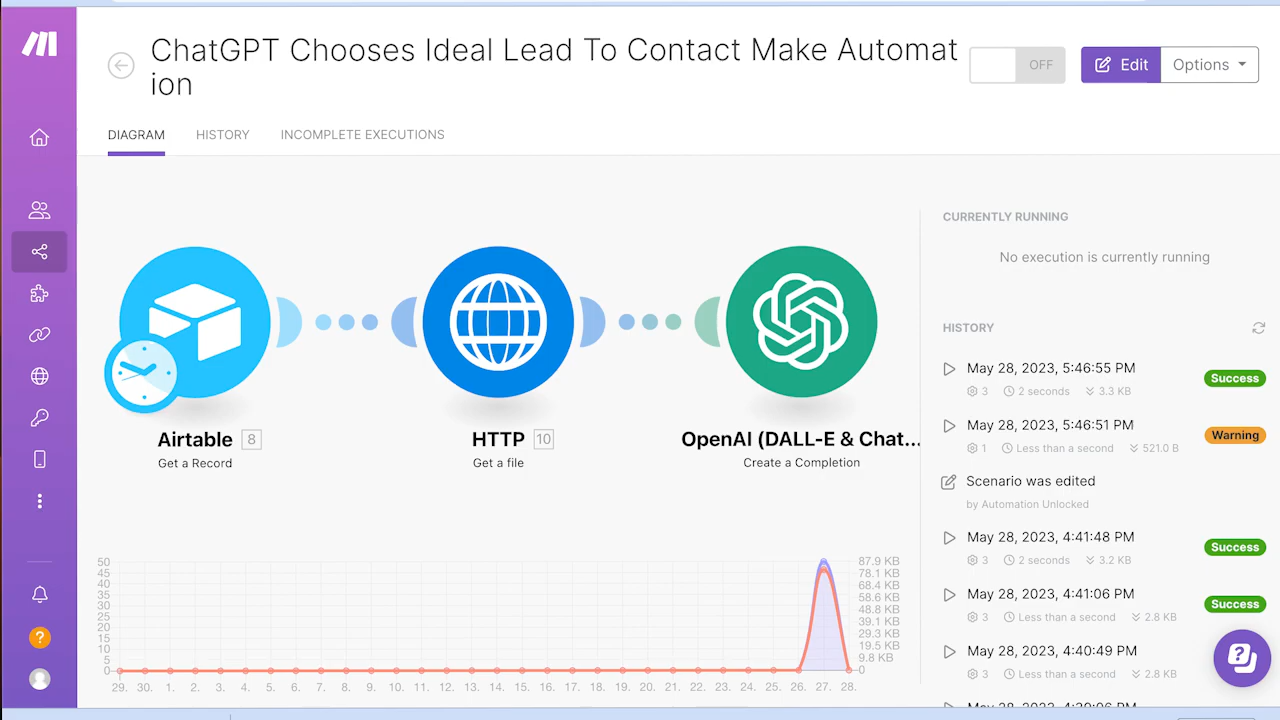 ChatGPT Chooses Ideal Lead To Contact Make Automat
ion
OFF
Edit
Options
DIAGRAM
HISTORY
INCOMPLETE EXECUTIONS
Airtable 8
Get a Record
HTTP 10
Get a file
OpenAI (DALL-E & Chat...
Create a Completion
CURRENTLY RUNNING
No execution is currently running
HISTORY
May 28, 2023, 5:46:55 PM
3 2 seconds 3.3 KB
Success
May 28, 2023, 5:46:51 PM
1 Less than a second 521.0 B
Warning
Scenario was edited
by Automation Unlocked
May 28, 2023, 4:41:48 PM
3 2 seconds 3.2 KB
Success
May 28, 2023, 4:41:06 PM
3 Less than a second 2.8 KB
Success
May 28, 2023, 4:40:49 PM
3 Less than a second 2.8 KB
50
45
40
35
30
25
20
15
10
5
0
87.9 KB
78.1 KB
68.4 KB
58.6 KB
48.8 KB
39.1 KB
29.3 KB
19.5 KB
9.8 KB
0
29. 30. 1. 2. 3. 4. 5. 6. 7. 8. 9. 10. 11. 12. 13. 14. 15. 16. 17. 18. 19. 20. 21. 22. 23. 24. 25. 26. 27. 28.
?
?